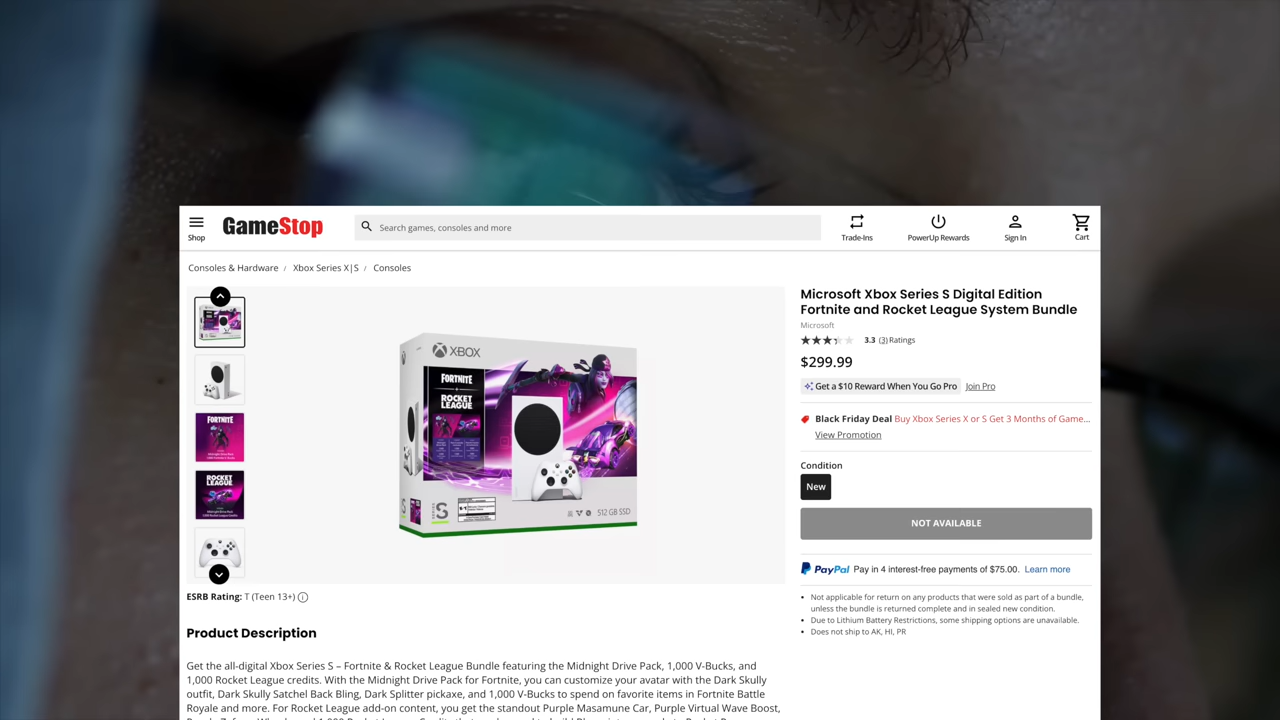 Shop
GameStop
Search games, consoles and more
Trade-Ins
PowerUp Rewards
Sign In
Cart
Consoles & Hardware / Xbox Series X|S / Consoles
XBOX
FORTNITE
ROCKET
LEAGUE
SERIES
S
512 GB SSD
FORTNITE
ROCKET
LEAGUE
ESRB Rating: T (Teen 13+)
Microsoft Xbox Series S Digital Edition
Fortnite and Rocket League System Bundle
Microsoft
3.3 (3) Ratings
$299.99
Get a $10 Reward When You Go Pro Join Pro
Black Friday Deal Buy Xbox Series X or S Get 3 Months of Game...
View Promotion
Condition
New
NOT AVAILABLE
PayPal Pay in 4 interest-free payments of $75.00. Learn more
• Not applicable for return on any products that were sold as part of a bundle,
unless the bundle is returned complete and in sealed new condition.
• Due to Lithium Battery Restrictions, some shipping options are unavailable.
• Does not ship to AK, HI, PR
Product Description
Get the all-digital Xbox Series S – Fortnite & Rocket League Bundle featuring the Midnight Drive Pack, 1,000 V-Bucks, and
1,000 Rocket League credits. With the Midnight Drive Pack for Fortnite, you can customize your avatar with the Dark Skully
outfit, Dark Skully Satchel Back Bling, Dark Splitter pickaxe, and 1,000 V-Bucks to spend on favorite items in Fortnite Battle
Royale and more. For Rocket League add-on content, you get the standout Purple Masamune Car, Purple Virtual Wave Boost,